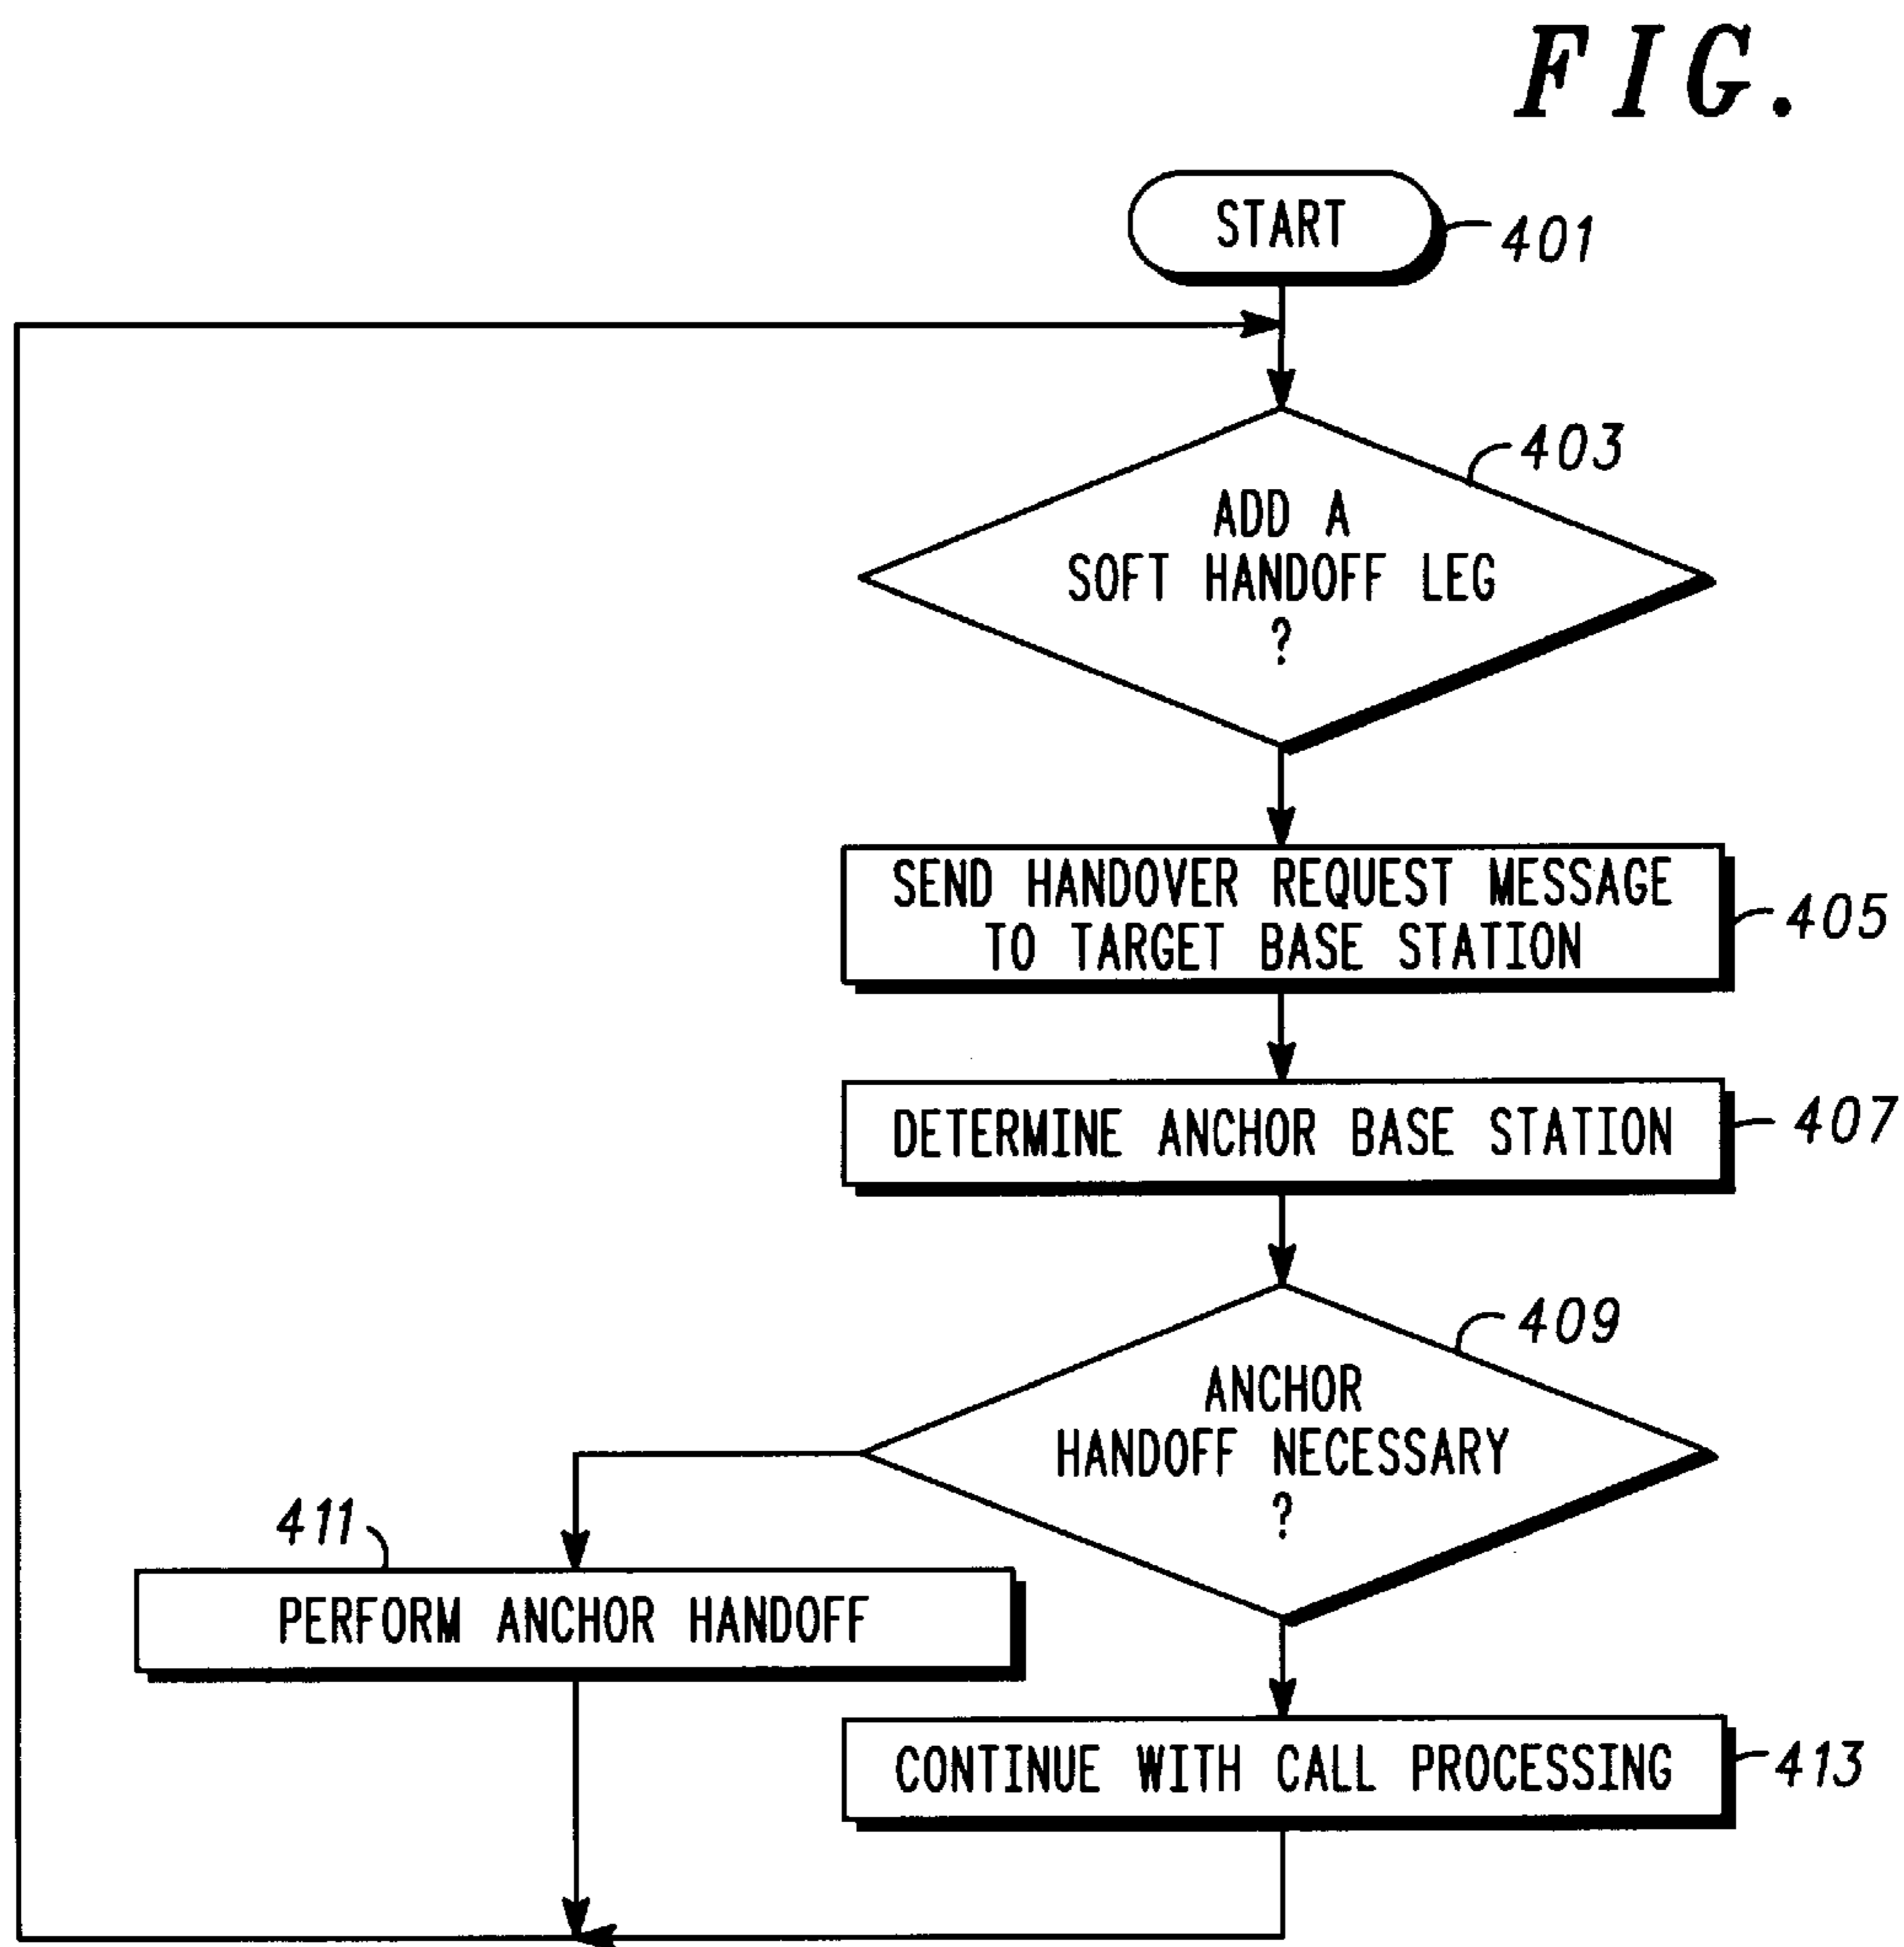 FIG.
START
401
403
ADD A
SOFT HANDOFF LEG
?
SEND HANDOVER REQUEST MESSAGE
TO TARGET BASE STATION
405
DETERMINE ANCHOR BASE STATION
407
409
ANCHOR
HANDOFF NECESSARY
?
411
PERFORM ANCHOR HANDOFF
CONTINUE WITH CALL PROCESSING
413